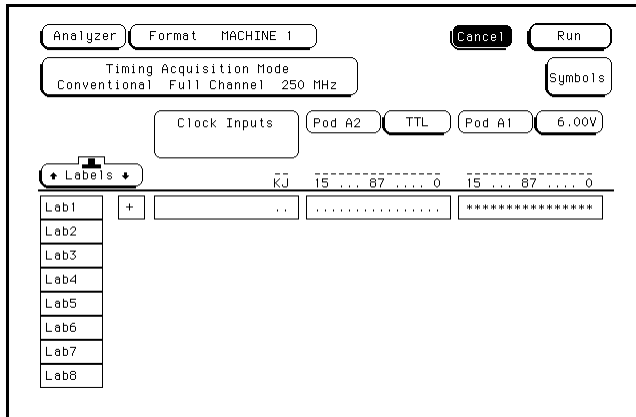 Analyzer Format MACHINE 1 Cancel Run
Timing Acquisition Mode
Conventional Full Channel 250 MHz
Symbols
Clock Inputs Pod A2 TTL Pod A1 6.00V
↑ Labels ↓ KJ 15 ... 87 .... 0 15 ... 87 .... 0
Lab1 + .. ................ ****************
Lab2
Lab3
Lab4
Lab5
Lab6
Lab7
Lab8